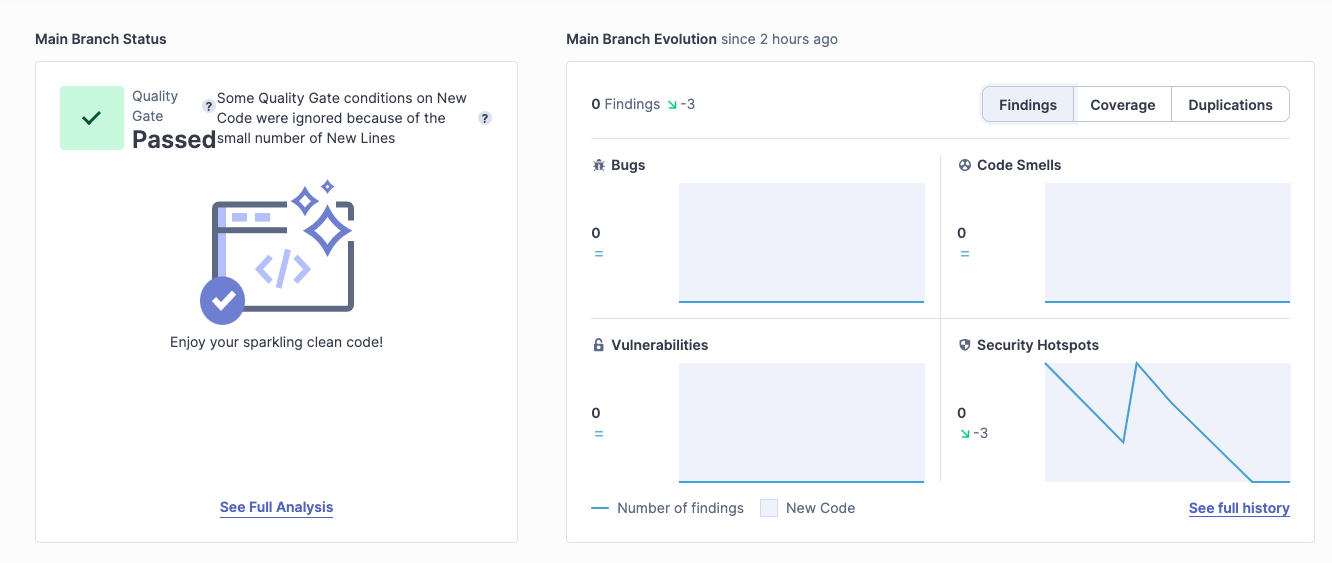 Main Branch Status
Quality
Gate
?
Passed
Some Quality Gate conditions on New
Code were ignored because of the
small number of New Lines
?
</>
Enjoy your sparkling clean code!
See Full Analysis
Main Branch Evolution since 2 hours ago
0 Findings -3
Findings
Coverage
Duplications
Bugs
0
=
Code Smells
0
=
Vulnerabilities
0
=
Security Hotspots
0
-3
Number of findings
New Code
See full history